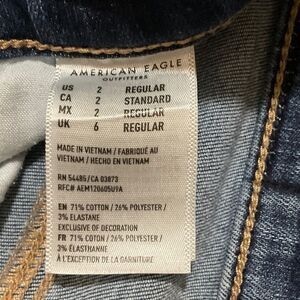 AMERICAN EAGLE
OUTFITTERS
US 2 REGULAR
CA 2 STANDARD
MX 2 REGULAR
UK 6 REGULAR
MADE IN VIETNAM / FABRIQUÉ AU
VIETNAM / HECHO EN VIETNAM
RN 54485/CA 03873
RFC# AEM120605U9A
EN 71% COTTON / 26% POLYESTER /
3% ELASTANE
EXCLUSIVE OF DECORATION
FR 71% COTON / 26% POLYESTER /
3% ÉLASTHANNE
À L'EXCEPTION DE LA GARNITURE